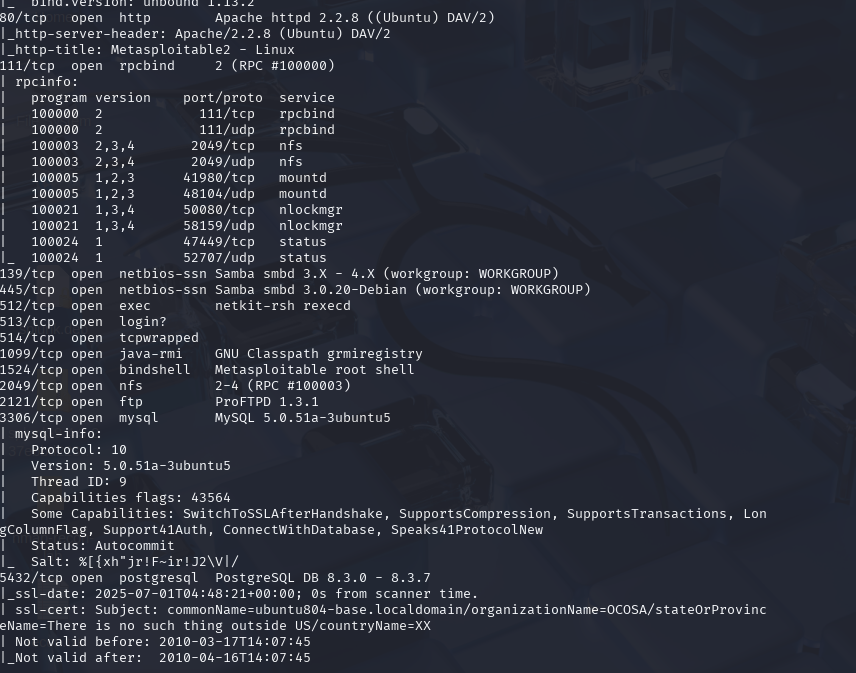 |_  bind.version: unbound 1.13.2
80/tcp   open  http        Apache httpd 2.2.8 ((Ubuntu) DAV/2)
|_http-server-header: Apache/2.2.8 (Ubuntu) DAV/2
|_http-title: Metasploitable2 - Linux
111/tcp  open  rpcbind     2 (RPC #100000)
| rpcinfo:
|   program version    port/proto  service
|   100000  2            111/tcp   rpcbind
|   100000  2            111/udp   rpcbind
|   100003  2,3,4       2049/tcp   nfs
|   100003  2,3,4       2049/udp   nfs
|   100005  1,2,3      41980/tcp   mountd
|   100005  1,2,3      48104/udp   mountd
|   100021  1,3,4      50080/tcp   nlockmgr
|   100021  1,3,4      58159/udp   nlockmgr
|   100024  1          47449/tcp   status
|_  100024  1          52707/udp   status
139/tcp  open  netbios-ssn Samba smbd 3.X - 4.X (workgroup: WORKGROUP)
445/tcp  open  netbios-ssn Samba smbd 3.0.20-Debian (workgroup: WORKGROUP)
512/tcp  open  exec        netkit-rsh rexecd
513/tcp  open  login?
514/tcp  open  tcpwrapped
1099/tcp open  java-rmi    GNU Classpath grmiregistry
1524/tcp open  bindshell   Metasploitable root shell
2049/tcp open  nfs         2-4 (RPC #100003)
2121/tcp open  ftp         ProFTPD 1.3.1
3306/tcp open  mysql       MySQL 5.0.51a-3ubuntu5
| mysql-info:
|   Protocol: 10
|   Version: 5.0.51a-3ubuntu5
|   Thread ID: 9
|   Capabilities flags: 43564
|   Some Capabilities: SwitchToSSLAfterHandshake, SupportsCompression, SupportsTransactions, Lon
gColumnFlag, Support41Auth, ConnectWithDatabase, Speaks41ProtocolNew
|   Status: Autocommit
|_  Salt: %[{xh"jr!F~ir!J2\V|/
5432/tcp open  postgresql  PostgreSQL DB 8.3.0 - 8.3.7
|_ssl-date: 2025-07-01T04:48:21+00:00; 0s from scanner time.
| ssl-cert: Subject: commonName=ubuntu804-base.localdomain/organizationName=OCOSA/stateOrProvinc
eName=There is no such thing outside US/countryName=XX
| Not valid before: 2010-03-17T14:07:45
|_Not valid after:  2010-04-16T14:07:45